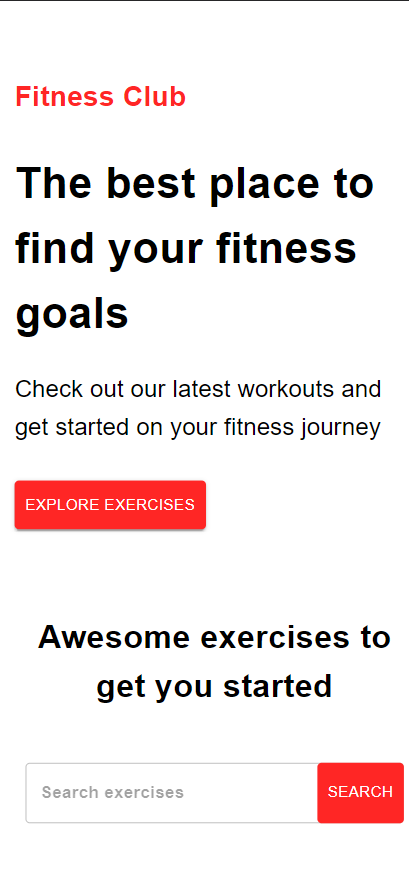 Fitness Club
The best place to
find your fitness
goals
Check out our latest workouts and
get started on your fitness journey
EXPLORE EXERCISES
Awesome exercises to
get you started
Search exercises SEARCH